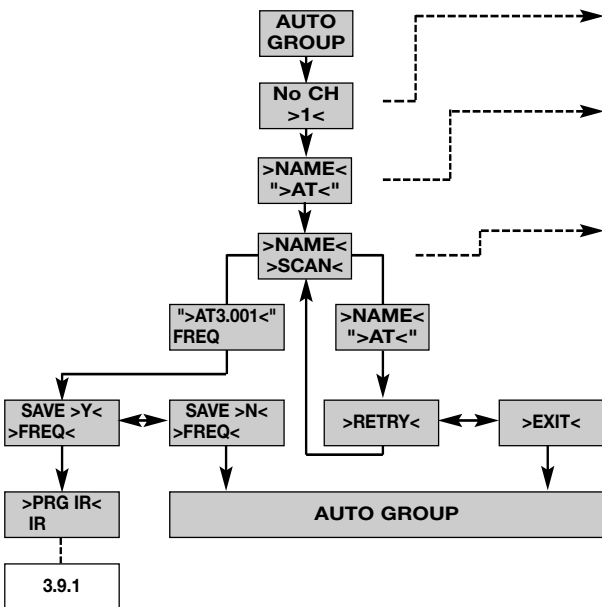 AUTO
GROUP
No CH
>1<
>NAME<
">AT<"
>NAME<
>SCAN<
">AT3.001<"
FREQ
>NAME<
">AT<"
SAVE >Y<
>FREQ<
SAVE >N<
>FREQ<
>RETRY<
>EXIT<
>PRG IR<
IR
AUTO GROUP
3.9.1